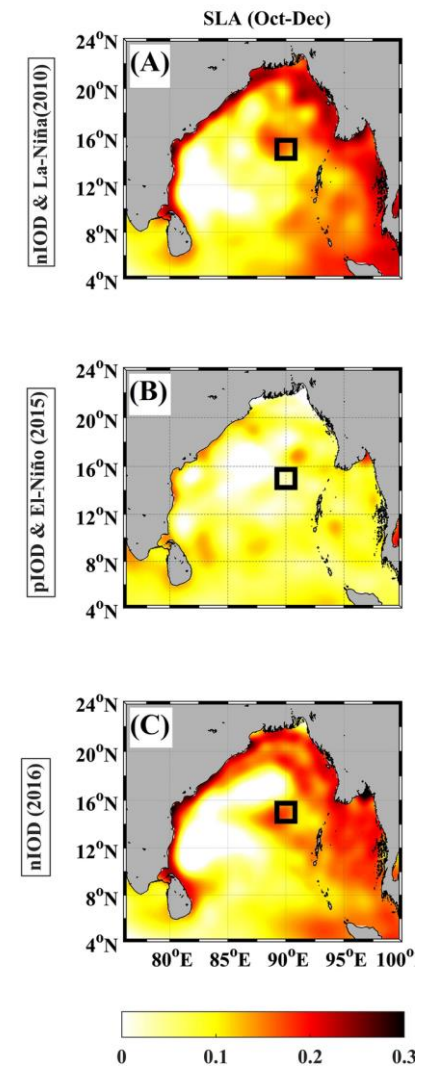 SLA (Oct-Dec)
nIOD & La-Niña(2010)
(A)
24°N
20°N
16°N
12°N
8°N
4°N
pIOD & El-Niño (2015)
(B)
24°N
20°N
16°N
12°N
8°N
4°N
nIOD (2016)
(C)
24°N
20°N
16°N
12°N
8°N
4°N
80°E 85°E 90°E 95°E 100°
0 0.1 0.2 0.3